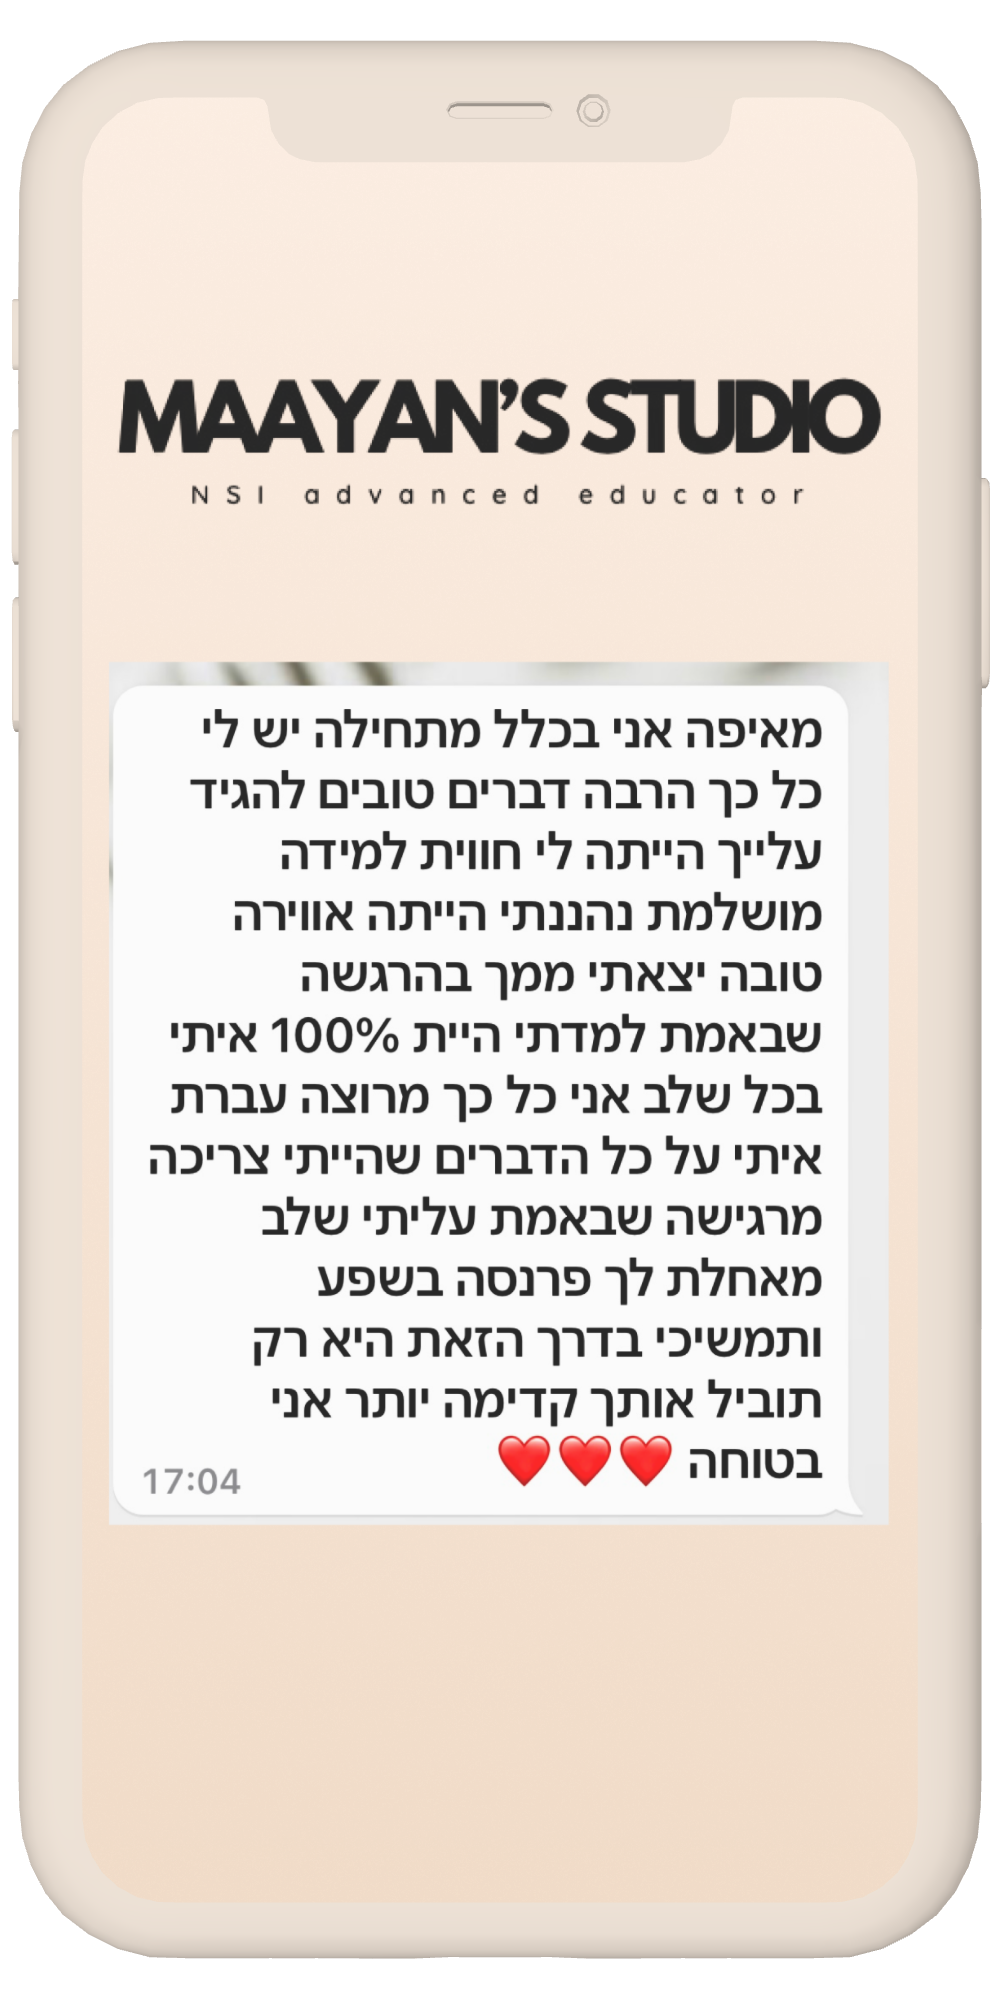 MAAYAN'S STUDIO
NSI advanced educator
מאיפה אני בכלל מתחילה יש לי
כל כך הרבה דברים טובים להגיד
עלייך הייתה לי חווית למידה
מושלמת נהננתי הייתה אווירה
טובה יצאתי ממך בהרגשה
שבאמת למדתי היית 100% איתי
בכל שלב אני כל כך מרוצה עברת
איתי על כל הדברים שהייתי צריכה
מרגישה שבאמת עליתי שלב
מאחלת לך פרנסה בשפע
ותמשיכי בדרך הזאת היא רק
תוביל אותך קדימה יותר אני
בטוחה ❤️❤️❤️
17:04